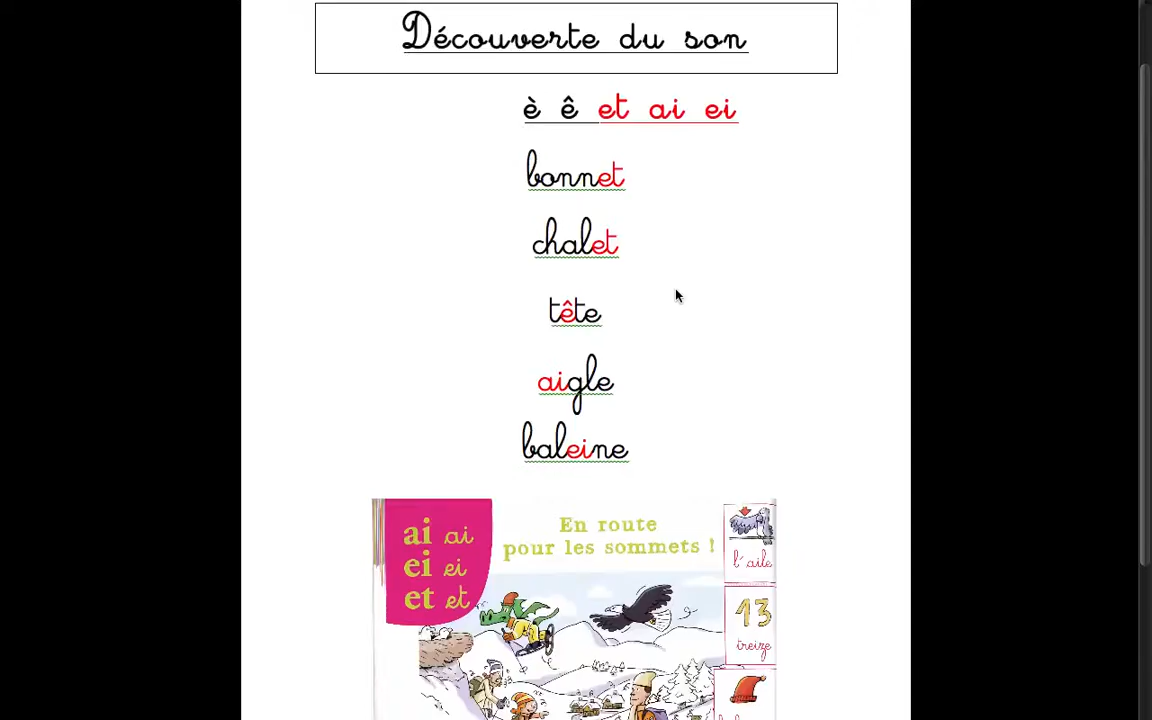 Découverte du son
è ê et ai ei
bonnet
chalet
tête
aigle
baleine
ai ai
ei ei
et et
En route
pour les sommets !
l'aile
13
treize